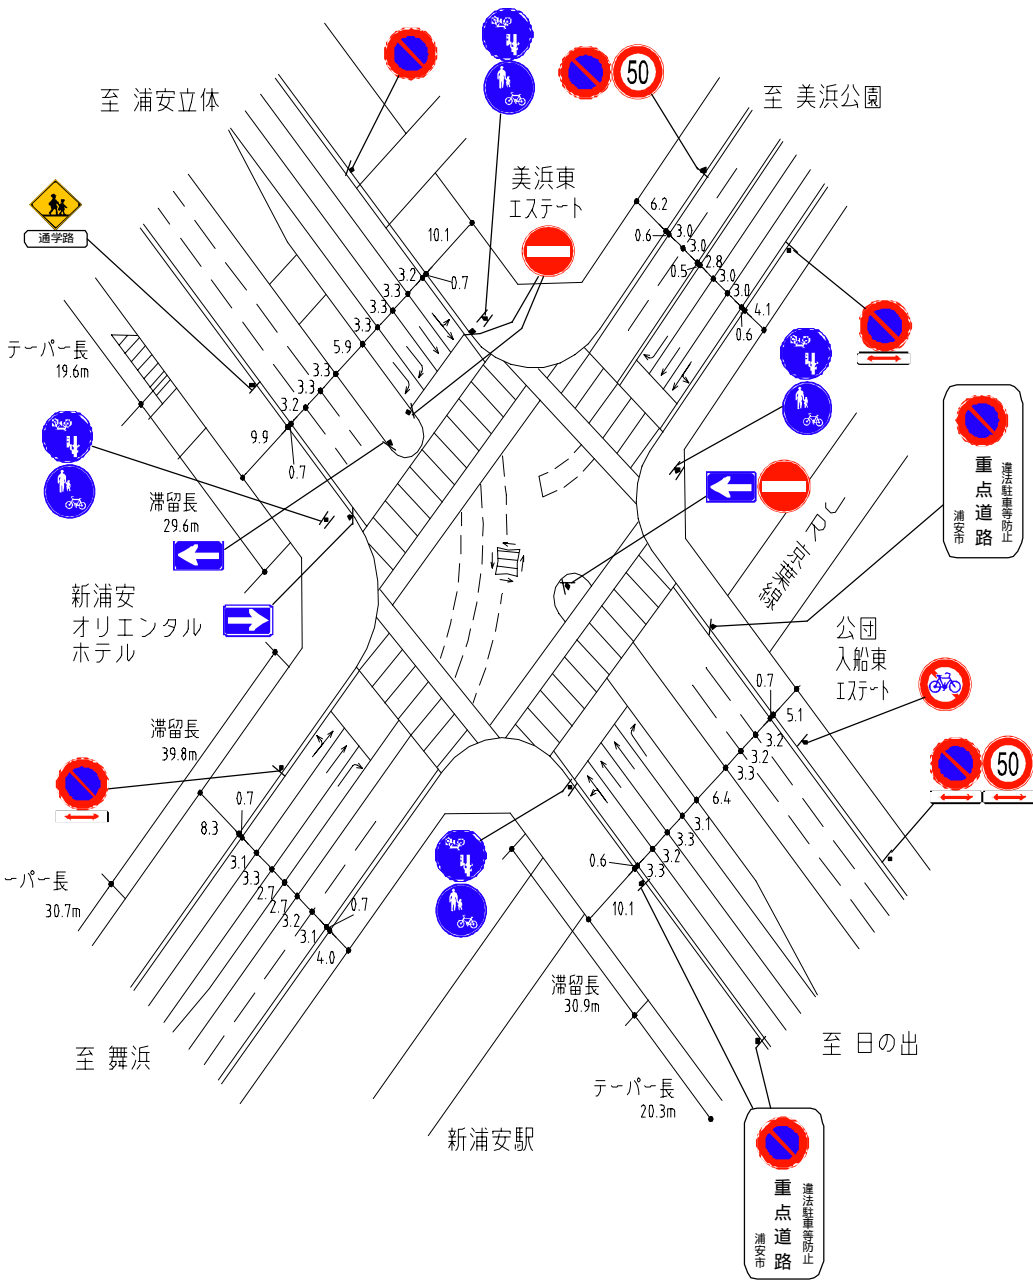 至 浦安立体
50
至 美浜公園
美浜東
エステート
通学路
10.1
3.2
0.7
3.3
3.3
3.3
5.9
3.3
3.3
3.2
9.9
0.7
6.2
0.6
3.0
3.0
2.8
0.5
3.0
3.0
4.1
0.6
テーパー長
19.6m
滞留長
29.6m
新浦安
オリエンタル
ホテル
重点道路
違法駐車等防止
浦安市
JR京葉線
公団
入船東
エステート
滞留長
39.8m
0.7
8.3
3.1
3.3
2.7
2.7
3.2
3.1
0.7
4.0
ーパー長
30.7m
0.7
5.1
3.2
3.2
3.3
6.4
3.1
3.3
3.2
3.3
0.6
10.1
50
滞留長
30.9m
至 舞浜
至 日の出
テーパー長
20.3m
新浦安駅
重点道路
違法駐車等防止
浦安市